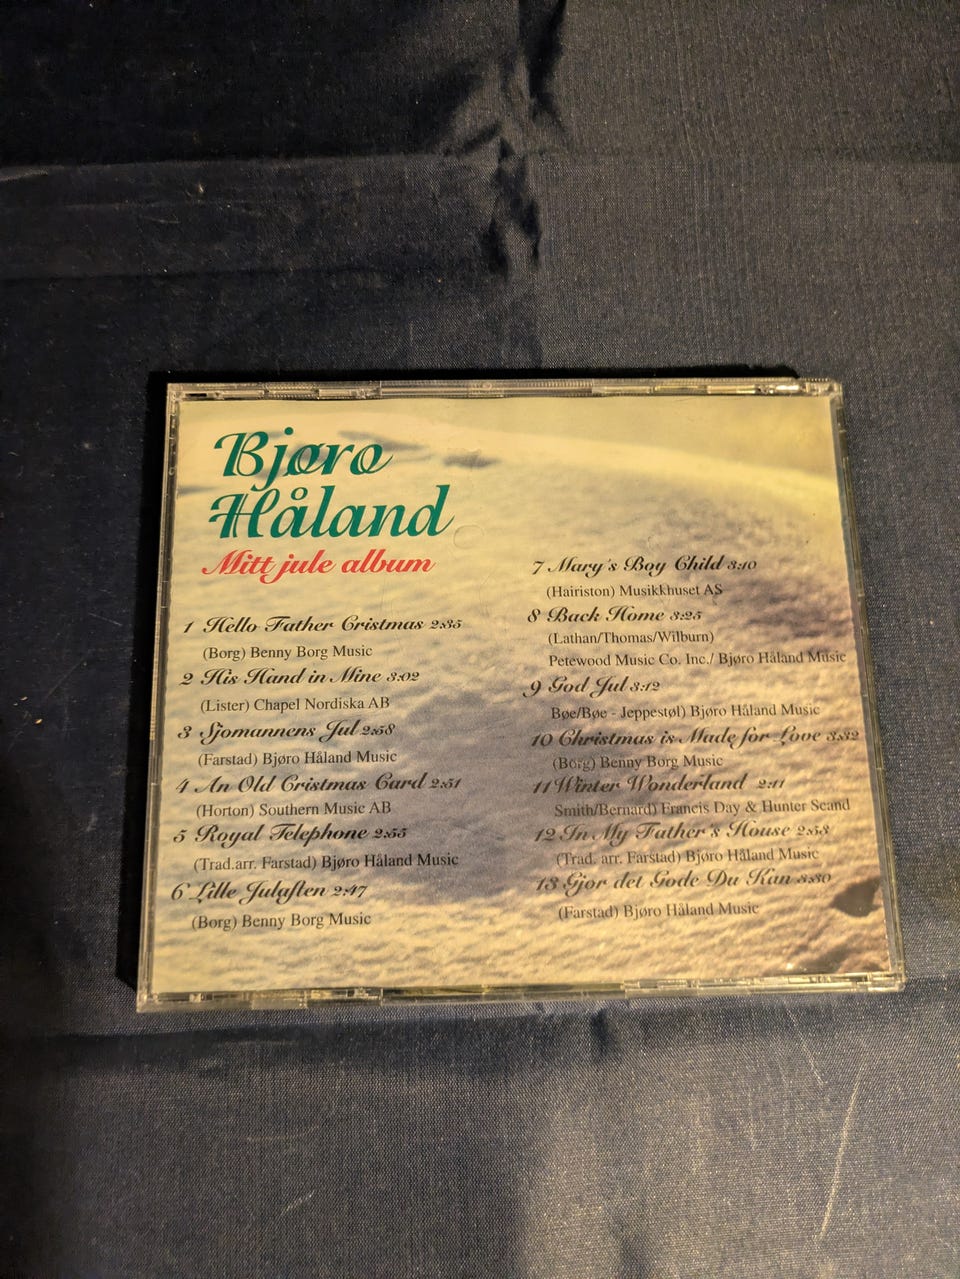 Bjøro
Håland
Mitt jule album
1 Hello Father Cristmas 2:35
(Borg) Benny Borg Music
2 His Hand in Mine 3:02
(Lister) Chapel Nordiska AB
3 Sjømannens Jul 2:58
(Farstad) Bjøro Håland Music
4 An Old Cristmas Card 2:51
(Horton) Southern Music AB
5 Royal Telephone 2:55
(Trad.arr. Farstad) Bjøro Håland Music
6 Lille Julaften 2:47
(Borg) Benny Borg Music
7 Mary's Boy Child 3:10
(Hairiston) Musikkhuset AS
8 Back Home 3:25
(Lathan/Thomas/Wilburn)
Petewood Music Co. Inc./ Bjøro Håland Music
9 God Jul 3:12
Bøe/Bøe - Jeppestøl) Bjøro Håland Music
10 Christmas is Made for Love 3:32
(Borg) Benny Borg Music
11 Winter Wonderland 2:11
Smith/Bernard) Francis Day & Hunter Scand
12 In My Father's House 2:53
(Trad. arr. Farstad) Bjøro Håland Music
13 Gjør det Gode Du Kan 3:30
(Farstad) Bjøro Håland Music